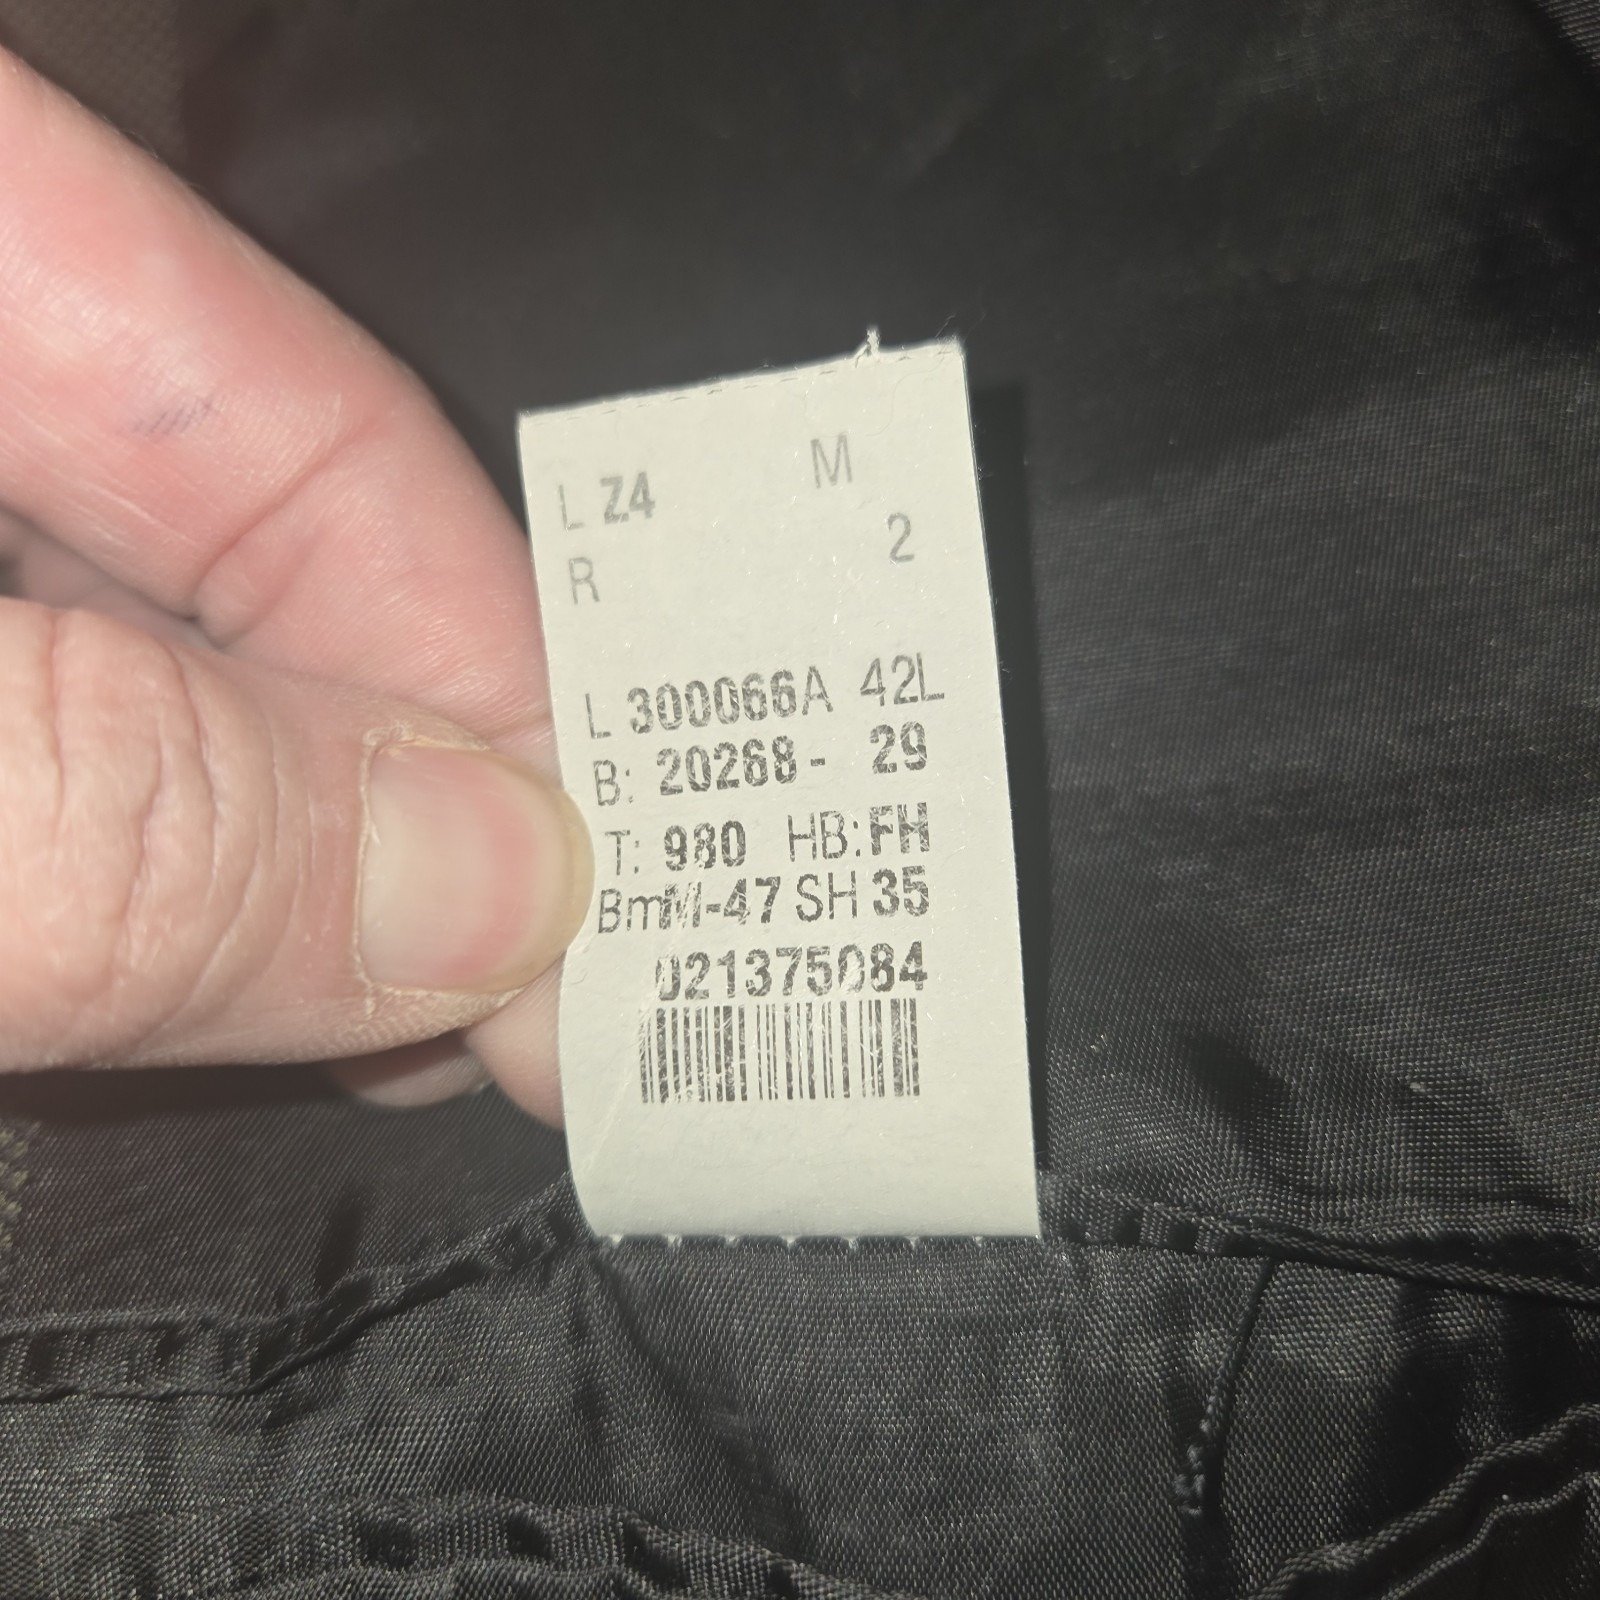 L Z4 M
R 2
L 300066A 42L
B: 20268- 29
T: 980 HB: FH
BmM-47 SH 35
021375084